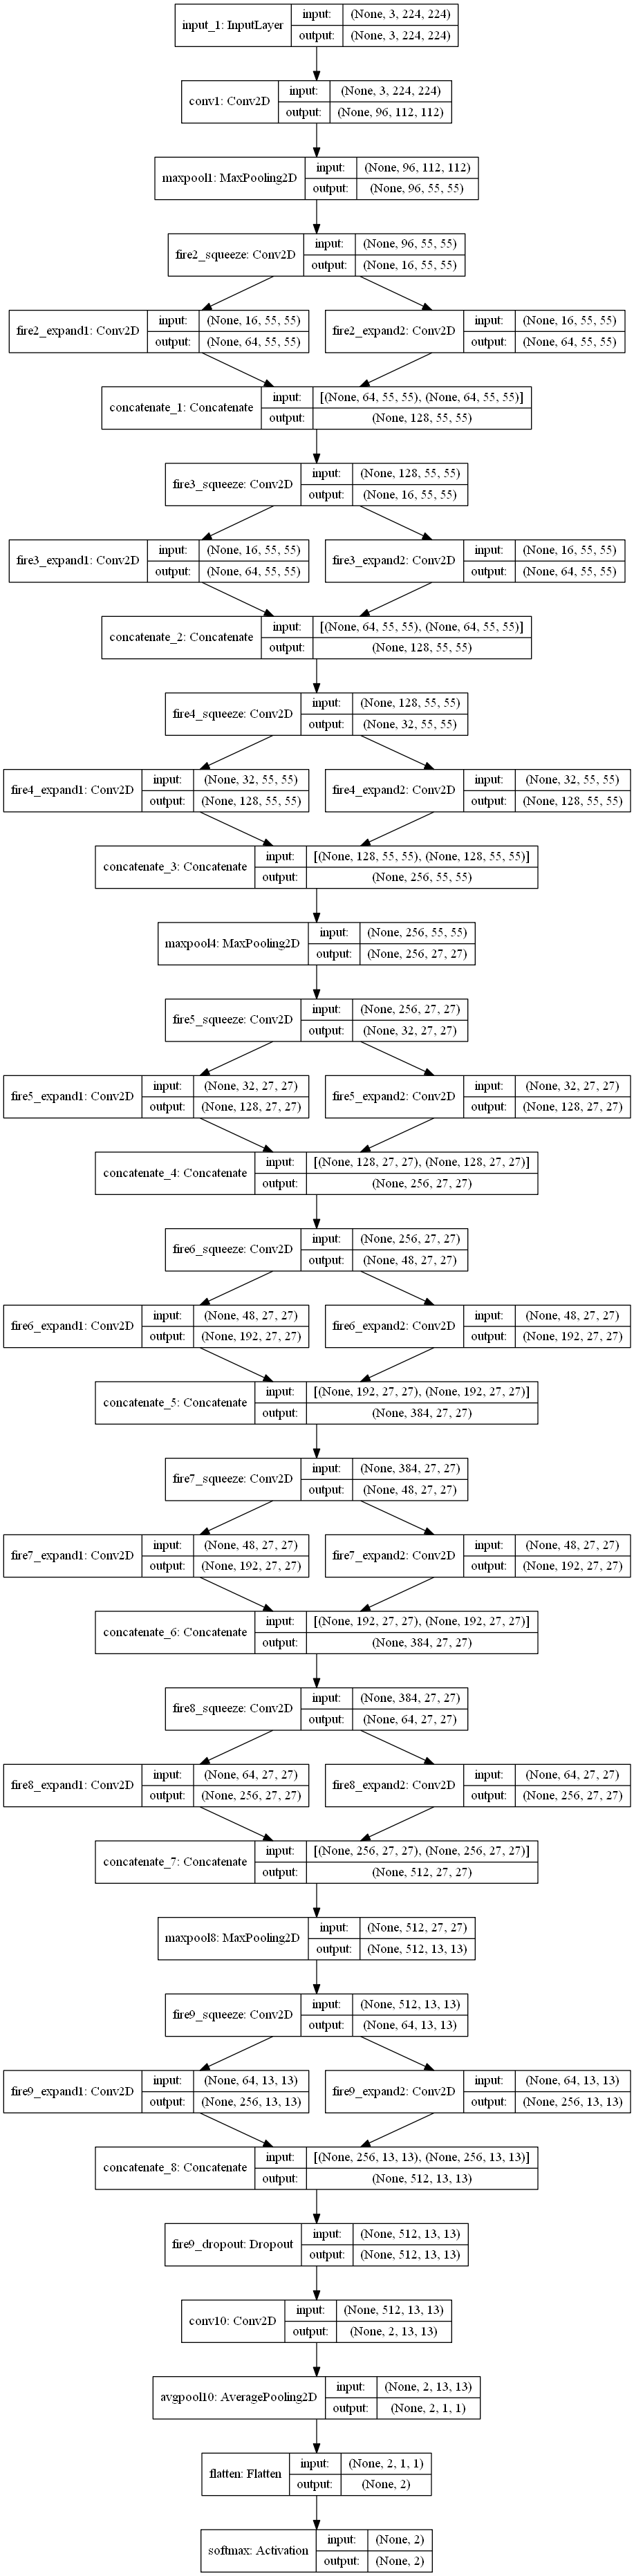 input_1: InputLayer
input: (None, 3, 224, 224)
output: (None, 3, 224, 224)
conv1: Conv2D
input: (None, 3, 224, 224)
output: (None, 96, 112, 112)
maxpool1: MaxPooling2D
input: (None, 96, 112, 112)
output: (None, 96, 55, 55)
fire2_squeeze: Conv2D
input: (None, 96, 55, 55)
output: (None, 16, 55, 55)
fire2_expand1: Conv2D
input: (None, 16, 55, 55)
output: (None, 64, 55, 55)
fire2_expand2: Conv2D
input: (None, 16, 55, 55)
output: (None, 64, 55, 55)
concatenate_1: Concatenate
input: [(None, 64, 55, 55), (None, 64, 55, 55)]
output: (None, 128, 55, 55)
fire3_squeeze: Conv2D
input: (None, 128, 55, 55)
output: (None, 16, 55, 55)
fire3_expand1: Conv2D
input: (None, 16, 55, 55)
output: (None, 64, 55, 55)
fire3_expand2: Conv2D
input: (None, 16, 55, 55)
output: (None, 64, 55, 55)
concatenate_2: Concatenate
input: [(None, 64, 55, 55), (None, 64, 55, 55)]
output: (None, 128, 55, 55)
fire4_squeeze: Conv2D
input: (None, 128, 55, 55)
output: (None, 32, 55, 55)
fire4_expand1: Conv2D
input: (None, 32, 55, 55)
output: (None, 128, 55, 55)
fire4_expand2: Conv2D
input: (None, 32, 55, 55)
output: (None, 128, 55, 55)
concatenate_3: Concatenate
input: [(None, 128, 55, 55), (None, 128, 55, 55)]
output: (None, 256, 55, 55)
maxpool4: MaxPooling2D
input: (None, 256, 55, 55)
output: (None, 256, 27, 27)
fire5_squeeze: Conv2D
input: (None, 256, 27, 27)
output: (None, 32, 27, 27)
fire5_expand1: Conv2D
input: (None, 32, 27, 27)
output: (None, 128, 27, 27)
fire5_expand2: Conv2D
input: (None, 32, 27, 27)
output: (None, 128, 27, 27)
concatenate_4: Concatenate
input: [(None, 128, 27, 27), (None, 128, 27, 27)]
output: (None, 256, 27, 27)
fire6_squeeze: Conv2D
input: (None, 256, 27, 27)
output: (None, 48, 27, 27)
fire6_expand1: Conv2D
input: (None, 48, 27, 27)
output: (None, 192, 27, 27)
fire6_expand2: Conv2D
input: (None, 48, 27, 27)
output: (None, 192, 27, 27)
concatenate_5: Concatenate
input: [(None, 192, 27, 27), (None, 192, 27, 27)]
output: (None, 384, 27, 27)
fire7_squeeze: Conv2D
input: (None, 384, 27, 27)
output: (None, 48, 27, 27)
fire7_expand1: Conv2D
input: (None, 48, 27, 27)
output: (None, 192, 27, 27)
fire7_expand2: Conv2D
input: (None, 48, 27, 27)
output: (None, 192, 27, 27)
concatenate_6: Concatenate
input: [(None, 192, 27, 27), (None, 192, 27, 27)]
output: (None, 384, 27, 27)
fire8_squeeze: Conv2D
input: (None, 384, 27, 27)
output: (None, 64, 27, 27)
fire8_expand1: Conv2D
input: (None, 64, 27, 27)
output: (None, 256, 27, 27)
fire8_expand2: Conv2D
input: (None, 64, 27, 27)
output: (None, 256, 27, 27)
concatenate_7: Concatenate
input: [(None, 256, 27, 27), (None, 256, 27, 27)]
output: (None, 512, 27, 27)
maxpool8: MaxPooling2D
input: (None, 512, 27, 27)
output: (None, 512, 13, 13)
fire9_squeeze: Conv2D
input: (None, 512, 13, 13)
output: (None, 64, 13, 13)
fire9_expand1: Conv2D
input: (None, 64, 13, 13)
output: (None, 256, 13, 13)
fire9_expand2: Conv2D
input: (None, 64, 13, 13)
output: (None, 256, 13, 13)
concatenate_8: Concatenate
input: [(None, 256, 13, 13), (None, 256, 13, 13)]
output: (None, 512, 13, 13)
fire9_dropout: Dropout
input: (None, 512, 13, 13)
output: (None, 512, 13, 13)
conv10: Conv2D
input: (None, 512, 13, 13)
output: (None, 2, 13, 13)
avgpool10: AveragePooling2D
input: (None, 2, 13, 13)
output: (None, 2, 1, 1)
flatten: Flatten
input: (None, 2, 1, 1)
output: (None, 2)
softmax: Activation
input: (None, 2)
output: (None, 2)